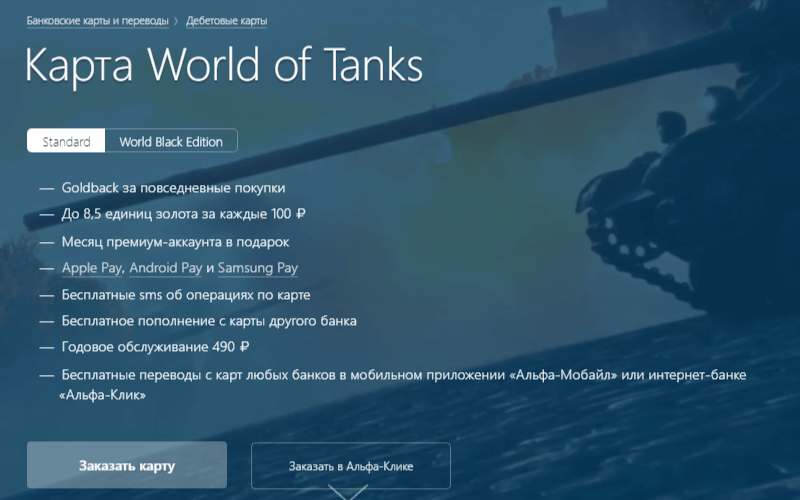 Банковские карты и переводы › Дебетовые карты
Карта World of Tanks
Standard World Black Edition
— Goldback за повседневные покупки
— До 8,5 единиц золота за каждые 100 ₽
— Месяц премиум-аккаунта в подарок
— Apple Pay, Android Pay и Samsung Pay
— Бесплатные sms об операциях по карте
— Бесплатное пополнение с карты другого банка
— Годовое обслуживание 490 ₽
— Бесплатные переводы с карт любых банков в мобильном приложении «Альфа-Мобайл» или интернет-банке
«Альфа-Клик»
Заказать карту Заказать в Альфа-Клике